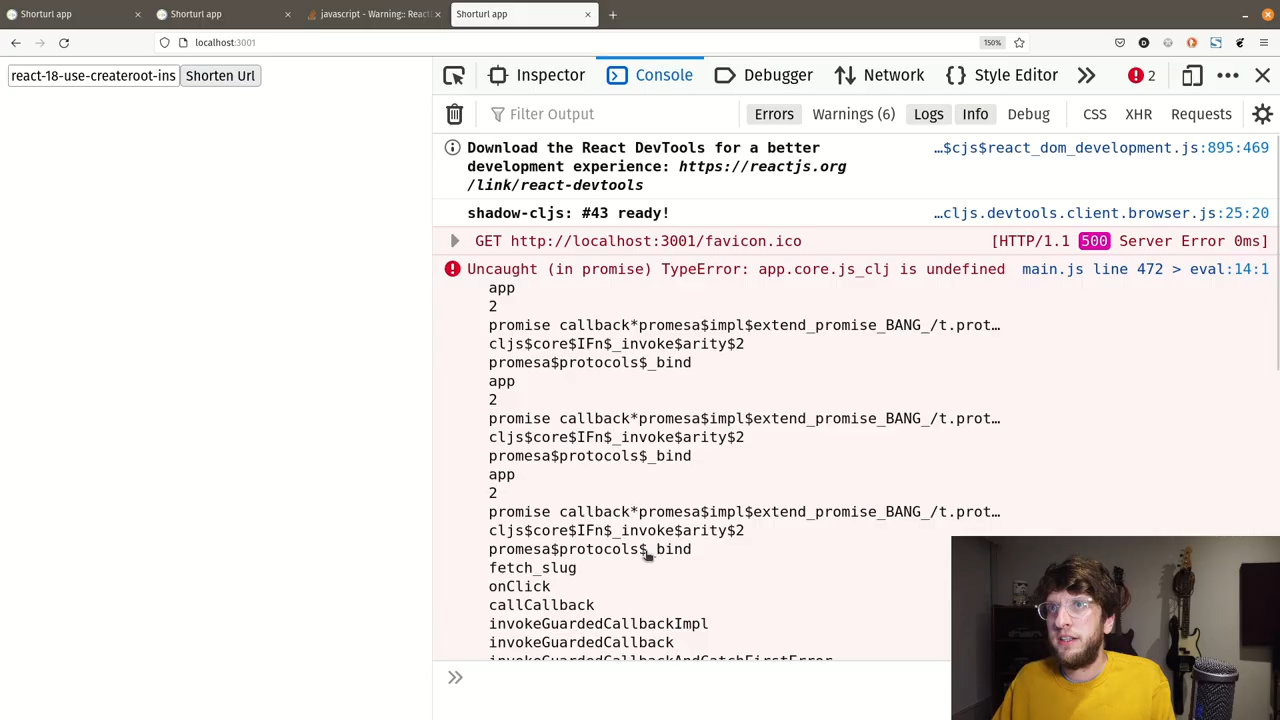 Shorturl app
Shorturl app
javascript - Warning:: React
Shorturl app
localhost:3001
150%
react-18-use-createroot-ins
Shorten Url
Inspector
Console
Debugger
Network
Style Editor
2
Filter Output
Errors
Warnings (6)
Logs
Info
Debug
CSS
XHR
Requests
Download the React DevTools for a better development experience: https://reactjs.org
/link/react-devtools
…$cjs$react_dom_development.js:895:469
shadow-cljs: #43 ready!
…cljs.devtools.client.browser.js:25:20
GET http://localhost:3001/favicon.ico
[HTTP/1.1 500 Server Error 0ms]
Uncaught (in promise) TypeError: app.core.js_clj is undefined
main.js line 472 > eval:14:1
app
2
promise callback*promesa$impl$extend_promise_BANG_/t.prot…
cljs$core$IFn$_invoke$arity$2
promesa$protocols$_bind
app
2
promise callback*promesa$impl$extend_promise_BANG_/t.prot…
cljs$core$IFn$_invoke$arity$2
promesa$protocols$_bind
app
2
promise callback*promesa$impl$extend_promise_BANG_/t.prot…
cljs$core$IFn$_invoke$arity$2
promesa$protocols$_bind
fetch_slug
onClick
callCallback
invokeGuardedCallbackImpl
invokeGuardedCallback
invokeGuardedCallbackAndCatchFirstError